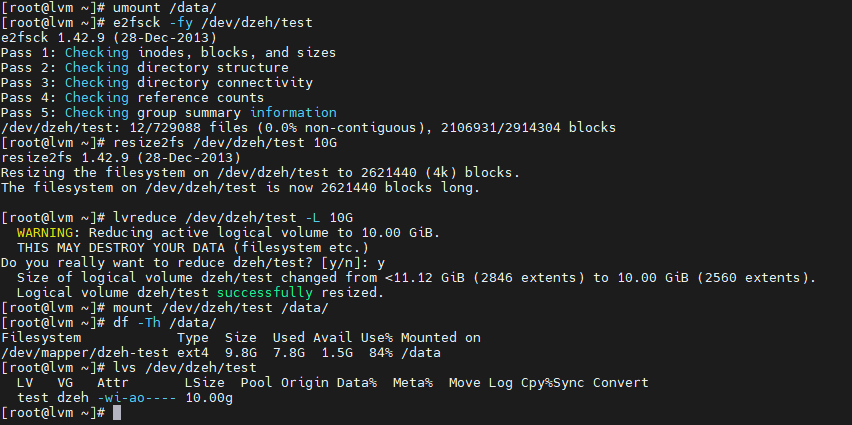 [root@lvm ~]# umount /data/
[root@lvm ~]# e2fsck -fy /dev/dzeh/test
e2fsck 1.42.9 (28-Dec-2013)
Pass 1: Checking inodes, blocks, and sizes
Pass 2: Checking directory structure
Pass 3: Checking directory connectivity
Pass 4: Checking reference counts
Pass 5: Checking group summary information
/dev/dzeh/test: 12/729088 files (0.0% non-contiguous), 2106931/2914304 blocks
[root@lvm ~]# resize2fs /dev/dzeh/test 10G
resize2fs 1.42.9 (28-Dec-2013)
Resizing the filesystem on /dev/dzeh/test to 2621440 (4k) blocks.
The filesystem on /dev/dzeh/test is now 2621440 blocks long.
[root@lvm ~]# lvreduce /dev/dzeh/test -L 10G
  WARNING: Reducing active logical volume to 10.00 GiB.
  THIS MAY DESTROY YOUR DATA (filesystem etc.)
Do you really want to reduce dzeh/test? [y/n]: y
  Size of logical volume dzeh/test changed from <11.12 GiB (2846 extents) to 10.00 GiB (2560 extents).
  Logical volume dzeh/test successfully resized.
[root@lvm ~]# mount /dev/dzeh/test /data/
[root@lvm ~]# df -Th /data/
Filesystem            Type  Size  Used Avail Use% Mounted on
/dev/mapper/dzeh-test ext4  9.8G  7.8G  1.5G  84% /data
[root@lvm ~]# lvs /dev/dzeh/test
  LV   VG   Attr       LSize  Pool Origin Data%  Meta%  Move Log Cpy%Sync Convert
  test dzeh -wi-ao---- 10.00g
[root@lvm ~]#